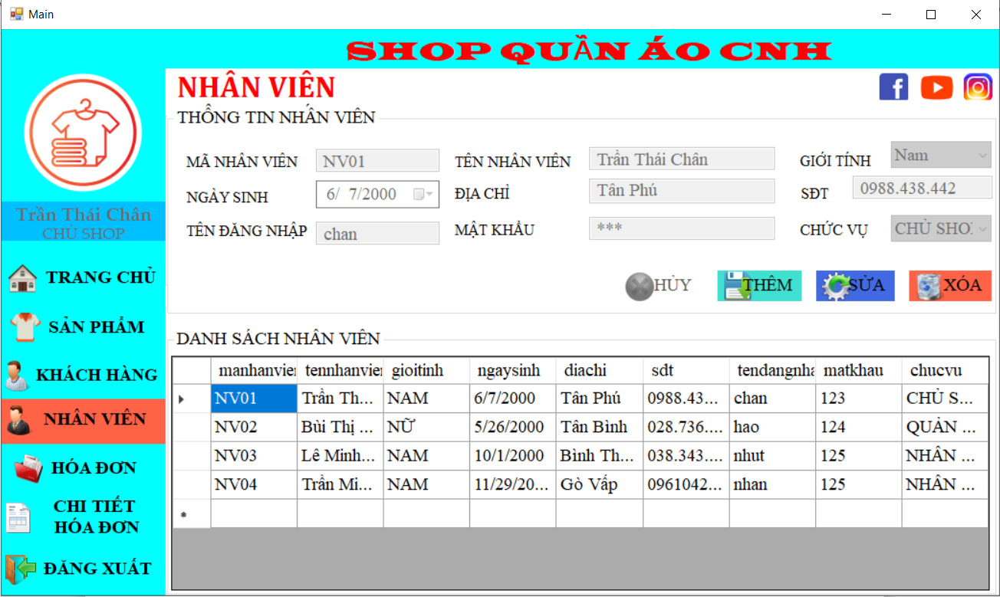 Main
SHOP QUẦN ÁO CNH
NHÂN VIÊN
THÔNG TIN NHÂN VIÊN
MÃ NHÂN VIÊN NV01 TÊN NHÂN VIÊN Trần Thái Chân GIỚI TÍNH Nam
NGÀY SINH 6/ 7/2000 ĐỊA CHỈ Tân Phú SĐT 0988.438.442
TÊN ĐĂNG NHẬP chan MẬT KHẨU *** CHỨC VỤ CHỦ SHO
HỦY THÊM SỬA XÓA
Trần Thái Chân
CHỦ SHOP
TRANG CHỦ
SẢN PHẨM
KHÁCH HÀNG
NHÂN VIÊN
HÓA ĐƠN
CHI TIẾT
HÓA ĐƠN
ĐĂNG XUẤT
DANH SÁCH NHÂN VIÊN
manhanvien tennhanvien gioitinh ngaysinh diachi sdt tendangnha matkhau chucvu
NV01 Trần Th... NAM 6/7/2000 Tân Phú 0988.43... chan 123 CHỦ S...
NV02 Bùi Thị ... NỮ 5/26/2000 Tân Bình 028.736.... hao 124 QUẢN ...
NV03 Lê Minh... NAM 10/1/2000 Bình Th... 038.343.... nhut 125 NHÂN ...
NV04 Trần Mi... NAM 11/29/20... Gò Vấp 0961042... nhan 125 NHÂN ...